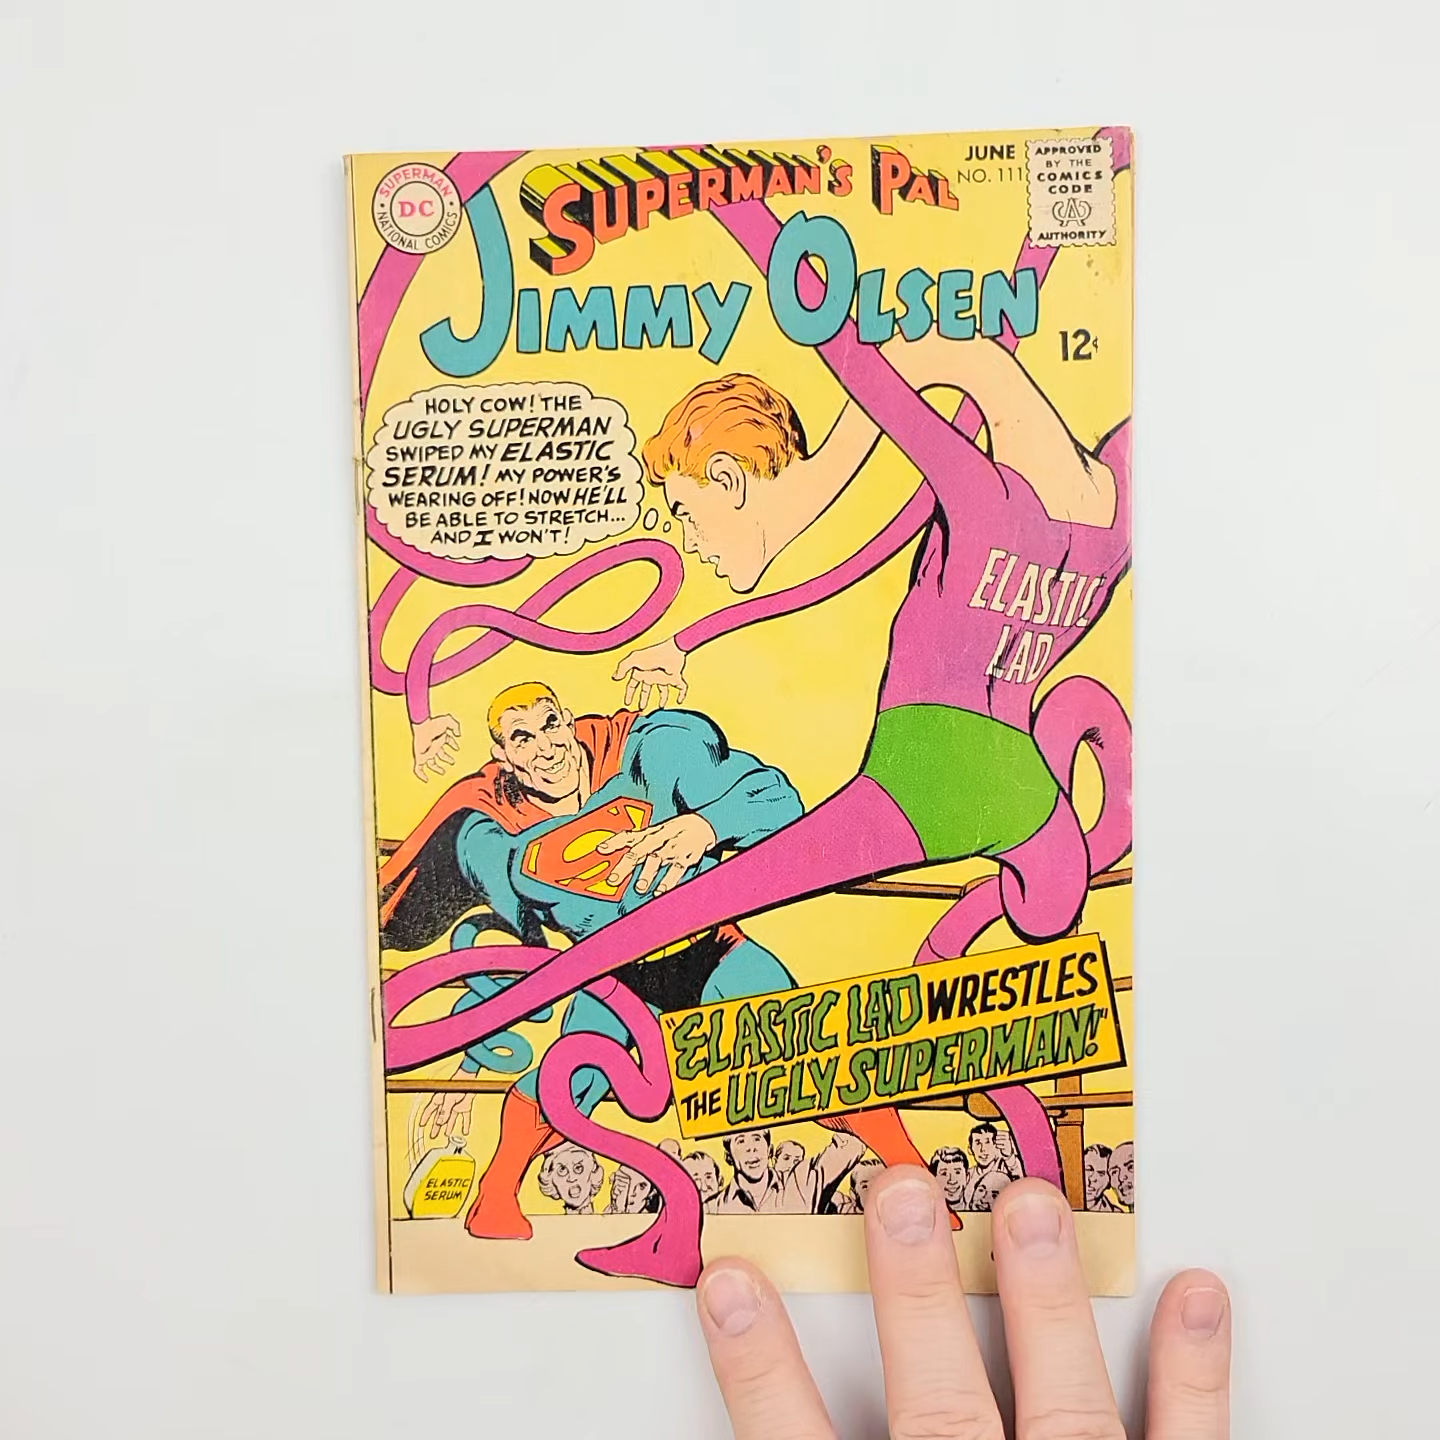 SUPERMAN
DC
NATIONAL COMICS
SUPERMAN'S PAL
JIMMY OLSEN
JUNE
NO. 111
APPROVED
BY THE
COMICS
CODE
CA
AUTHORITY
12¢
HOLY COW! THE
UGLY SUPERMAN
SWIPED MY ELASTIC
SERUM! MY POWER'S
WEARING OFF! NOW HE'LL
BE ABLE TO STRETCH...
AND I WON'T!
ELASTIC
LAD
S
"ELASTIC LAD WRESTLES
THE UGLY SUPERMAN!"
ELASTIC
SERUM